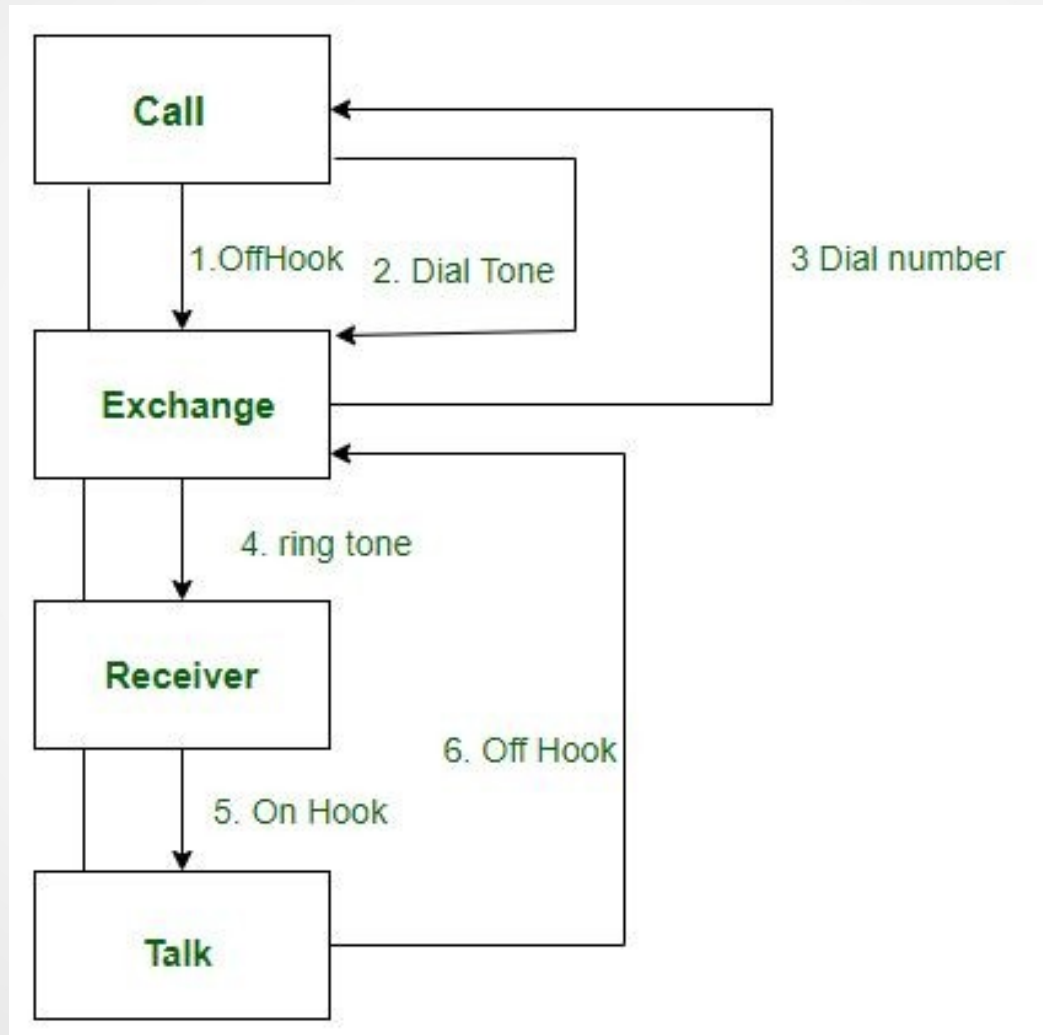 Call
1.OffHook
2. Dial Tone
3 Dial number
Exchange
4. ring tone
Receiver
6. Off Hook
5. On Hook
Talk